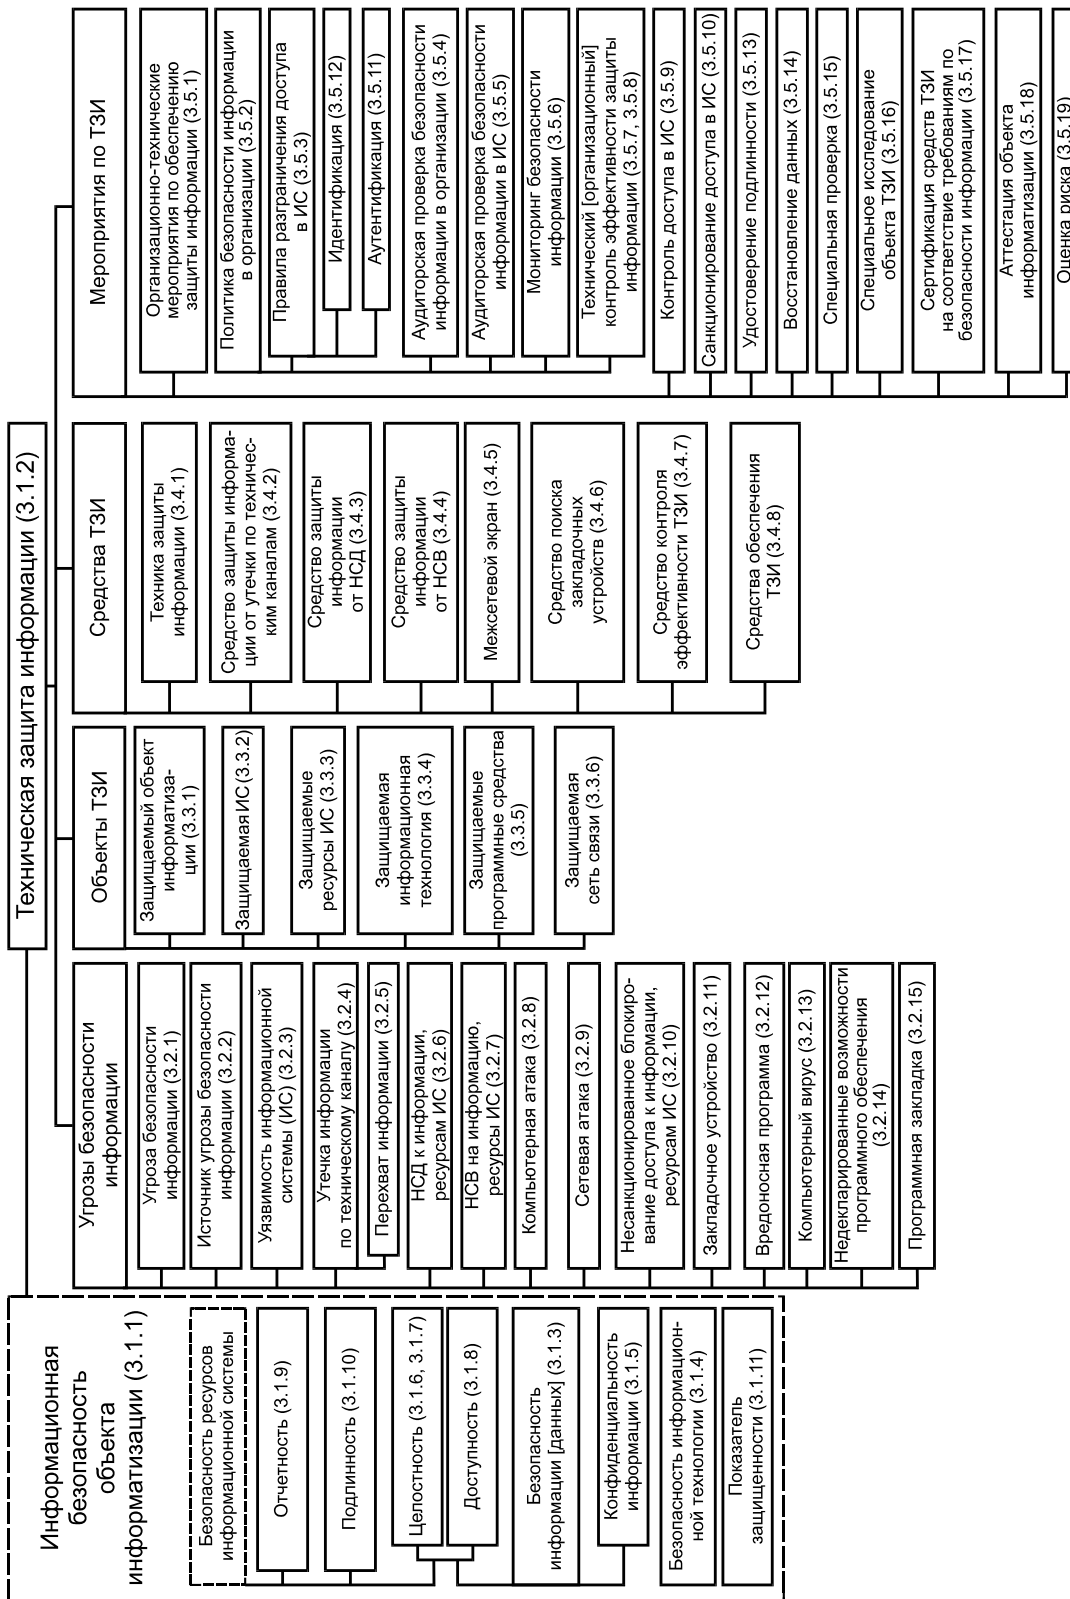 Техническая защита информации (3.1.2)
Информационная
безопасность
объекта
информатизации (3.1.1)
Безопасность ресурсов
информационной системы
Отчетность (3.1.9)
Подлинность (3.1.10)
Целостность (3.1.6, 3.1.7)
Доступность (3.1.8)
Безопасность
информации [данных] (3.1.3)
Конфиденциальность
информации (3.1.5)
Безопасность информацион-
ной технологии (3.1.4)
Показатель
защищенности (3.1.11)
Угрозы безопасности
информации
Угроза безопасности
информации (3.2.1)
Источник угрозы безопасности
информации (3.2.2)
Уязвимость информационной
системы (ИС) (3.2.3)
Утечка информации
по техническому каналу (3.2.4)
Перехват информации (3.2.5)
НСД к информации,
ресурсам ИС (3.2.6)
НСВ на информацию,
ресурсы ИС (3.2.7)
Компьютерная атака (3.2.8)
Сетевая атака (3.2.9)
Несанкционированное блокиро-
вание доступа к информации,
ресурсам ИС (3.2.10)
Закладочное устройство (3.2.11)
Вредоносная программа (3.2.12)
Компьютерный вирус (3.2.13)
Недекларированные возможности
программного обеспечения
(3.2.14)
Программная закладка (3.2.15)
Объекты ТЗИ
Защищаемый объект
информатиза-
ции (3.3.1)
Защищаемая ИС (3.3.2)
Защищаемые
ресурсы ИС (3.3.3)
Защищаемая
информационная
технология (3.3.4)
Защищаемые
программные средства
(3.3.5)
Защищаемая
сеть связи (3.3.6)
Средства ТЗИ
Техника защиты
информации (3.4.1)
Средство защиты информа-
ции от утечки по техничес-
ким каналам (3.4.2)
Средство защиты
информации
от НСД (3.4.3)
Средство защиты
информации
от НСВ (3.4.4)
Межсетевой экран (3.4.5)
Средство поиска
закладочных
устройств (3.4.6)
Средство контроля
эффективности ТЗИ (3.4.7)
Средства обеспечения
ТЗИ (3.4.8)
Мероприятия по ТЗИ
Организационно-технические
мероприятия по обеспечению
защиты информации (3.5.1)
Политика безопасности информации
в организации (3.5.2)
Правила разграничения доступа
в ИС (3.5.3)
Идентификация (3.5.12)
Аутентификация (3.5.11)
Аудиторская проверка безопасности
информации в организации (3.5.4)
Аудиторская проверка безопасности
информации в ИС (3.5.5)
Мониторинг безопасности
информации (3.5.6)
Технический [организационный]
контроль эффективности защиты
информации (3.5.7, 3.5.8)
Контроль доступа в ИС (3.5.9)
Санкционирование доступа в ИС (3.5.10)
Удостоверение подлинности (3.5.13)
Восстановление данных (3.5.14)
Специальная проверка (3.5.15)
Специальное исследование
объекта ТЗИ (3.5.16)
Сертификация средств ТЗИ
на соответствие требованиям по
безопасности информации (3.5.17)
Аттестация объекта
информатизации (3.5.18)
Оценка риска (3.5.19)